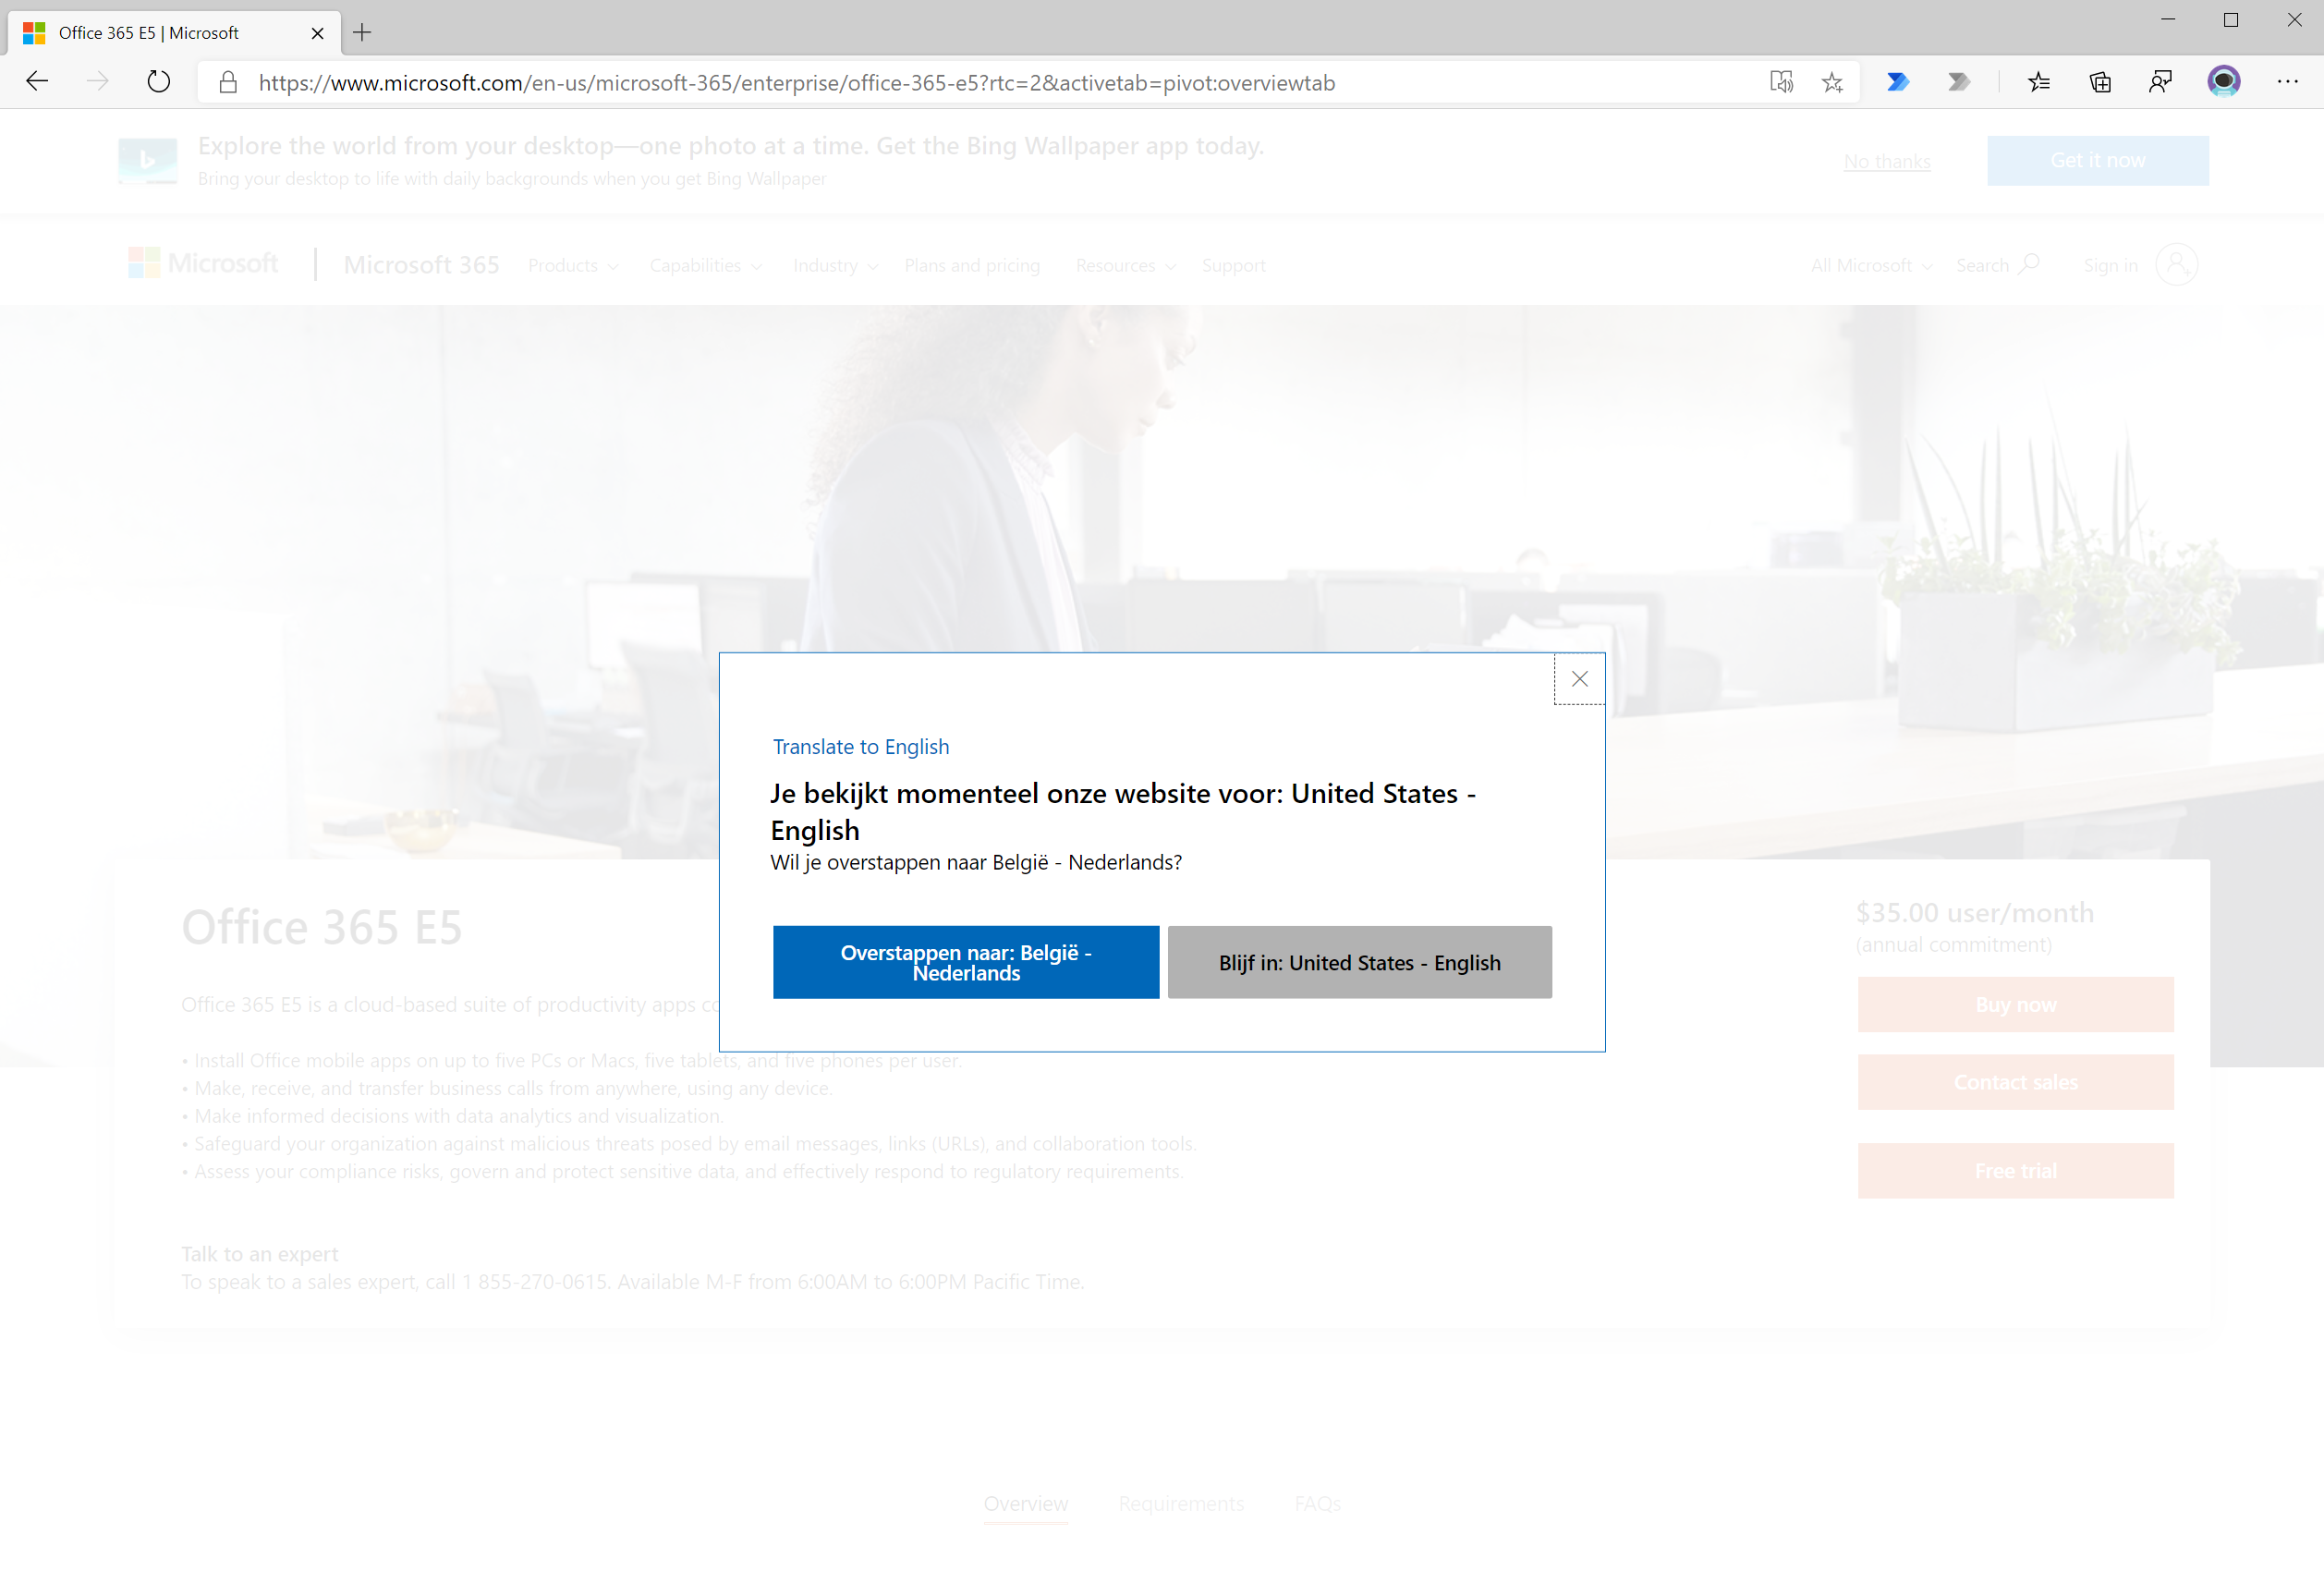 Office 365 E5 | Microsoft
https://www.microsoft.com/en-us/microsoft-365/enterprise/office-365-e5?rtc=2&activetab=pivot:overviewtab
Explore the world from your desktop—one photo at a time. Get the Bing Wallpaper app today.
Bring your desktop to life with daily backgrounds when you get Bing Wallpaper
No thanks
Get it now
Microsoft
Microsoft 365
Products
Capabilities
Industry
Plans and pricing
Resources
Support
All Microsoft
Search
Sign in
Translate to English
Je bekijkt momenteel onze website voor: United States -
English
Wil je overstappen naar België - Nederlands?
Overstappen naar: België -
Nederlands
Blijf in: United States - English
Office 365 E5
Office 365 E5 is a cloud-based suite of productivity apps
• Install Office mobile apps on up to five PCs or Macs, five tablets, and five phones per user.
• Make, receive, and transfer business calls from anywhere, using any device.
• Make informed decisions with data analytics and visualization.
• Safeguard your organization against malicious threats posed by email messages, links (URLs), and collaboration tools.
• Assess your compliance risks, govern and protect sensitive data, and effectively respond to regulatory requirements.
Talk to an expert
To speak to a sales expert, call 1 855-270-0615. Available M-F from 6:00AM to 6:00PM Pacific Time.
$35.00 user/month
(annual commitment)
Buy now
Contact sales
Free trial
Overview
Requirements
FAQs